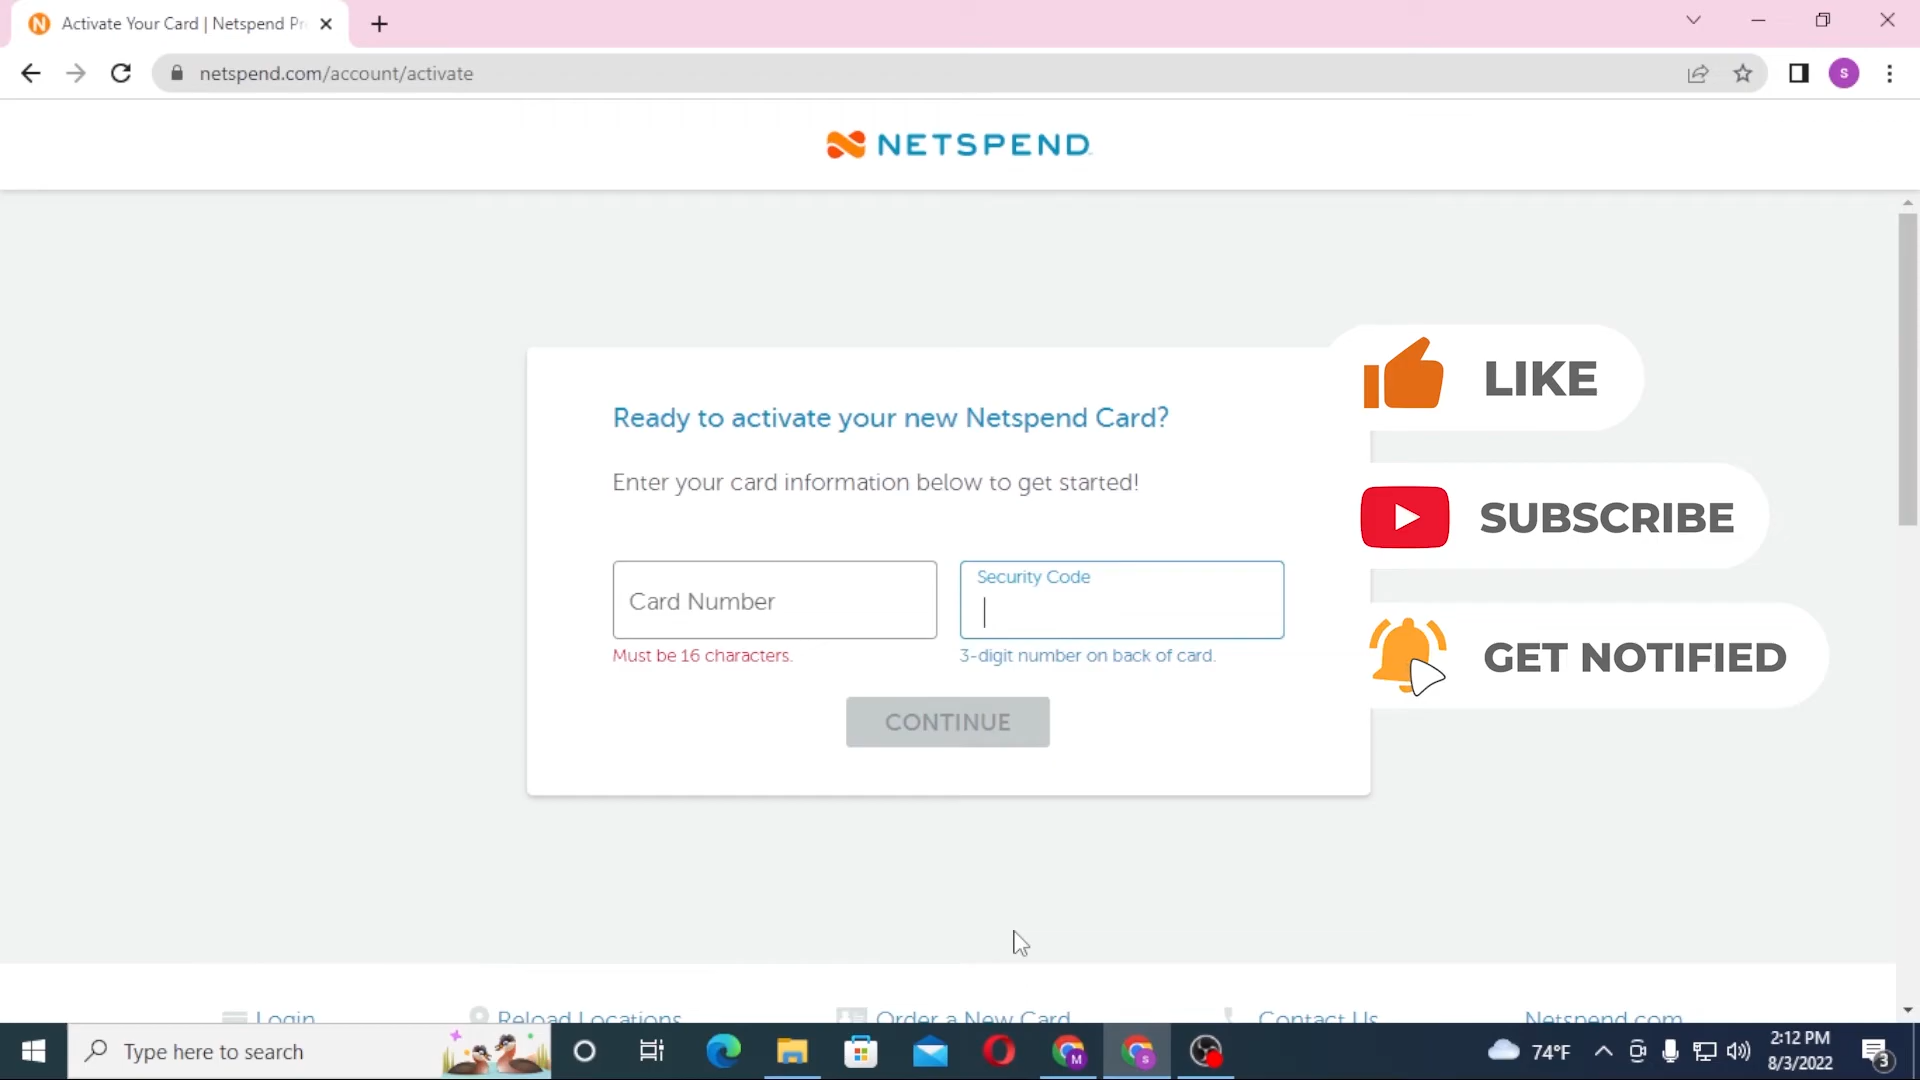 Activate Your Card | Netspend Pr
netspend.com/account/activate
S
NETSPEND
Ready to activate your new Netspend Card?
Enter your card information below to get started!
Card Number
Security Code
Must be 16 characters.
3-digit number on back of card.
CONTINUE
LIKE
SUBSCRIBE
GET NOTIFIED
Login
Reload Locations
Order a New Card
Contact Us
Netspend.com
Type here to search
M
S
74°F
2:12 PM
8/3/2022
3